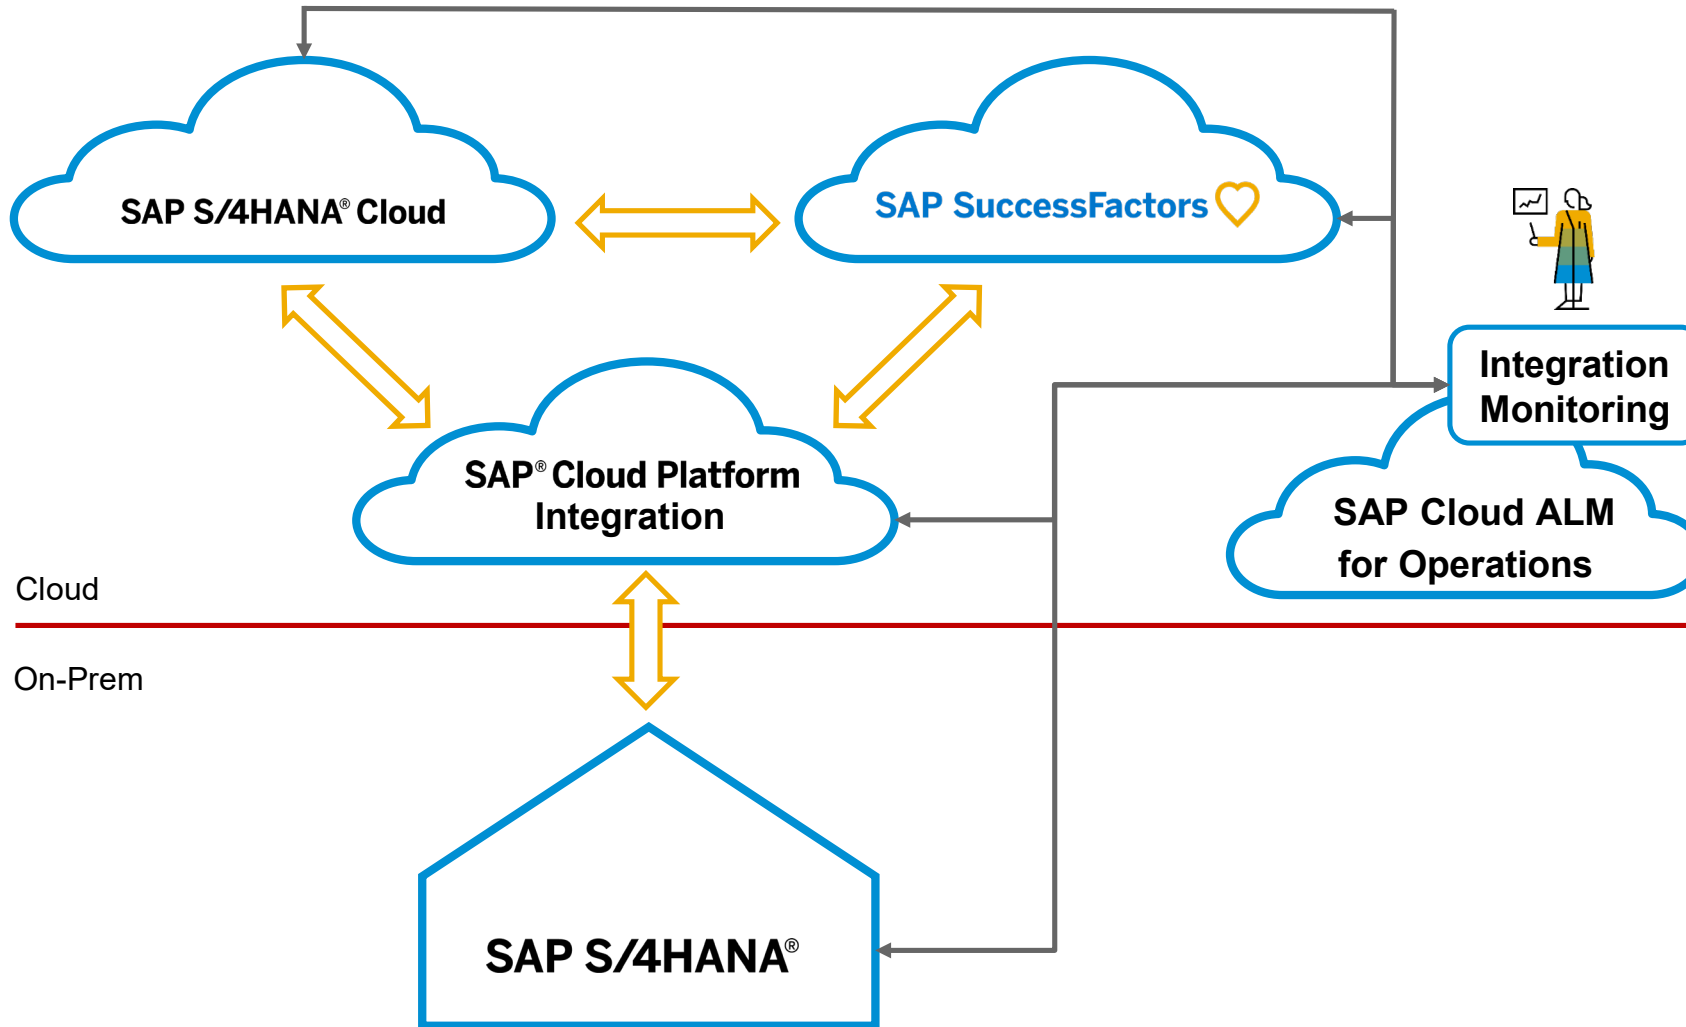 SAP S/4HANA® Cloud
SAP SuccessFactors
Integration
Monitoring
SAP® Cloud Platform
Integration
SAP Cloud ALM
for Operations
Cloud
On-Prem
SAP S/4HANA®